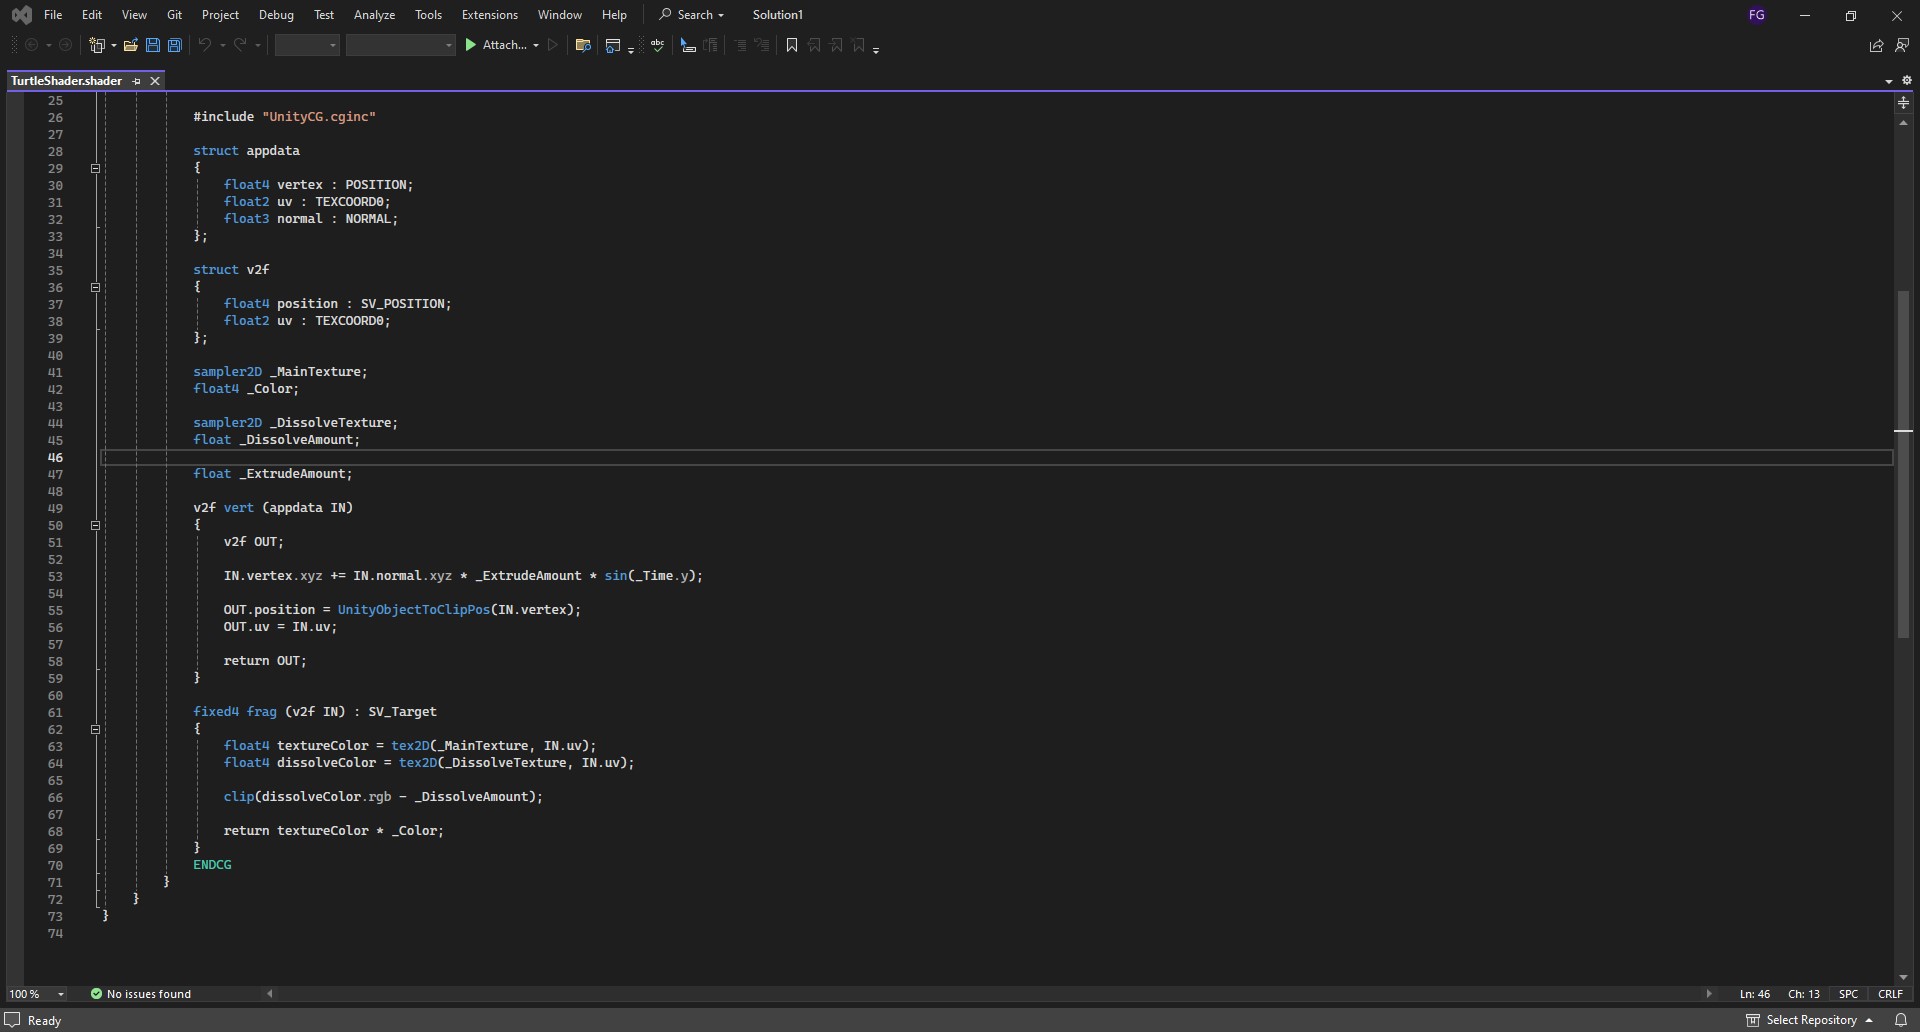 File Edit View Git Project Debug Test Analyze Tools Extensions Window Help Search Solution1 FG
Attach... abc
TurtleShader.shader
25
26 #include "UnityCG.cginc"
27
28 struct appdata
29 {
30 float4 vertex : POSITION;
31 float2 uv : TEXCOORD0;
32 float3 normal : NORMAL;
33 };
34
35 struct v2f
36 {
37 float4 position : SV_POSITION;
38 float2 uv : TEXCOORD0;
39 };
40
41 sampler2D _MainTexture;
42 float4 _Color;
43
44 sampler2D _DissolveTexture;
45 float _DissolveAmount;
46
47 float _ExtrudeAmount;
48
49 v2f vert (appdata IN)
50 {
51 v2f OUT;
52
53 IN.vertex.xyz += IN.normal.xyz * _ExtrudeAmount * sin(_Time.y);
54
55 OUT.position = UnityObjectToClipPos(IN.vertex);
56 OUT.uv = IN.uv;
57
58 return OUT;
59 }
60
61 fixed4 frag (v2f IN) : SV_Target
62 {
63 float4 textureColor = tex2D(_MainTexture, IN.uv);
64 float4 dissolveColor = tex2D(_DissolveTexture, IN.uv);
65
66 clip(dissolveColor.rgb - _DissolveAmount);
67
68 return textureColor * _Color;
69 }
70 ENDCG
71 }
72 }
73 }
74
100 % No issues found Ln: 46 Ch: 13 SPC CRLF
Ready Select Repository